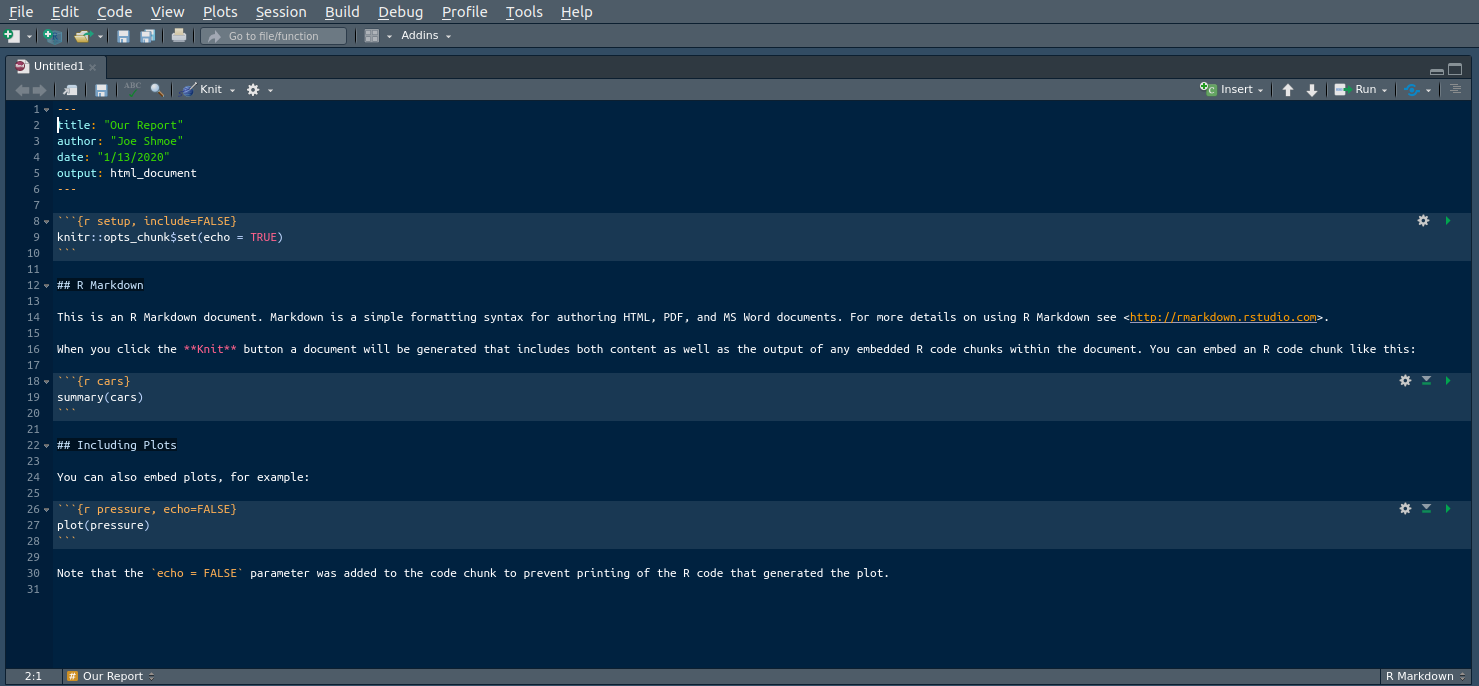 File Edit Code View Plots Session Build Debug Profile Tools Help
Go to file/function Addins
Untitled1
ABC Knit Insert Run
1 ---
2 title: "Our Report"
3 author: "Joe Shmoe"
4 date: "1/13/2020"
5 output: html_document
6 ---
7
8 ```{r setup, include=FALSE}
9 knitr::opts_chunk$set(echo = TRUE)
10 ```
11
12 ## R Markdown
13
14 This is an R Markdown document. Markdown is a simple formatting syntax for authoring HTML, PDF, and MS Word documents. For more details on using R Markdown see <http://rmarkdown.rstudio.com>.
15
16 When you click the **Knit** button a document will be generated that includes both content as well as the output of any embedded R code chunks within the document. You can embed an R code chunk like this:
17
18 ```{r cars}
19 summary(cars)
20 ```
21
22 ## Including Plots
23
24 You can also embed plots, for example:
25
26 ```{r pressure, echo=FALSE}
27 plot(pressure)
28 ```
29
30 Note that the `echo = FALSE` parameter was added to the code chunk to prevent printing of the R code that generated the plot.
31
2:1 # Our Report R Markdown